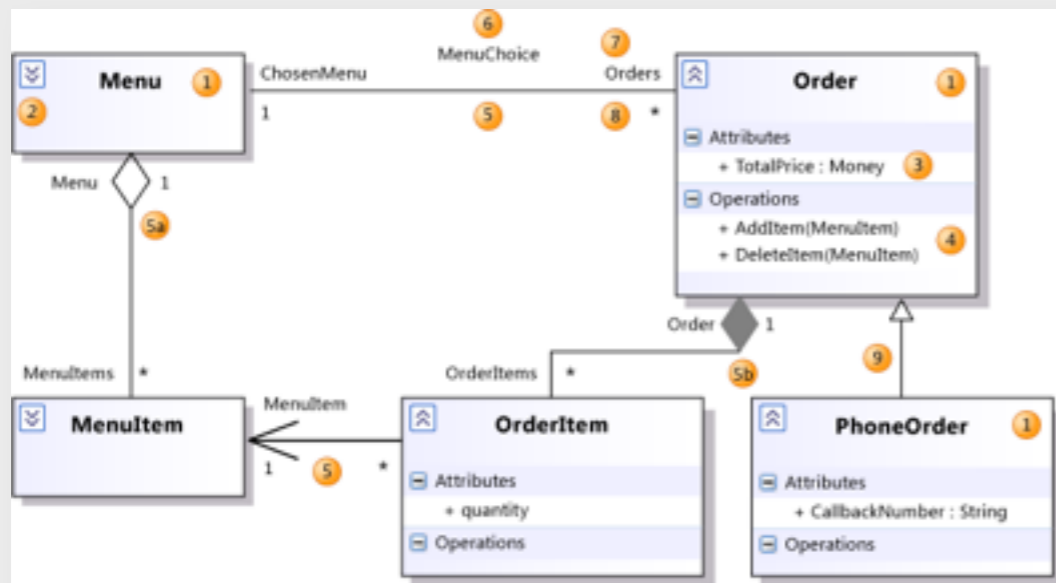 6
MenuChoice
7
Menu
1
2
ChosenMenu
Orders
1
5
8
*
Order
1
Attributes
+ TotalPrice : Money
3
Operations
+ AddItem(MenuItem)
+ DeleteItem(MenuItem)
4
Menu
1
5a
MenuItems
*
Order
1
5b
OrderItems
*
9
MenuItem
MenuItem
1
5
*
OrderItem
Attributes
+ quantity
Operations
PhoneOrder
1
Attributes
+ CallbackNumber : String
Operations